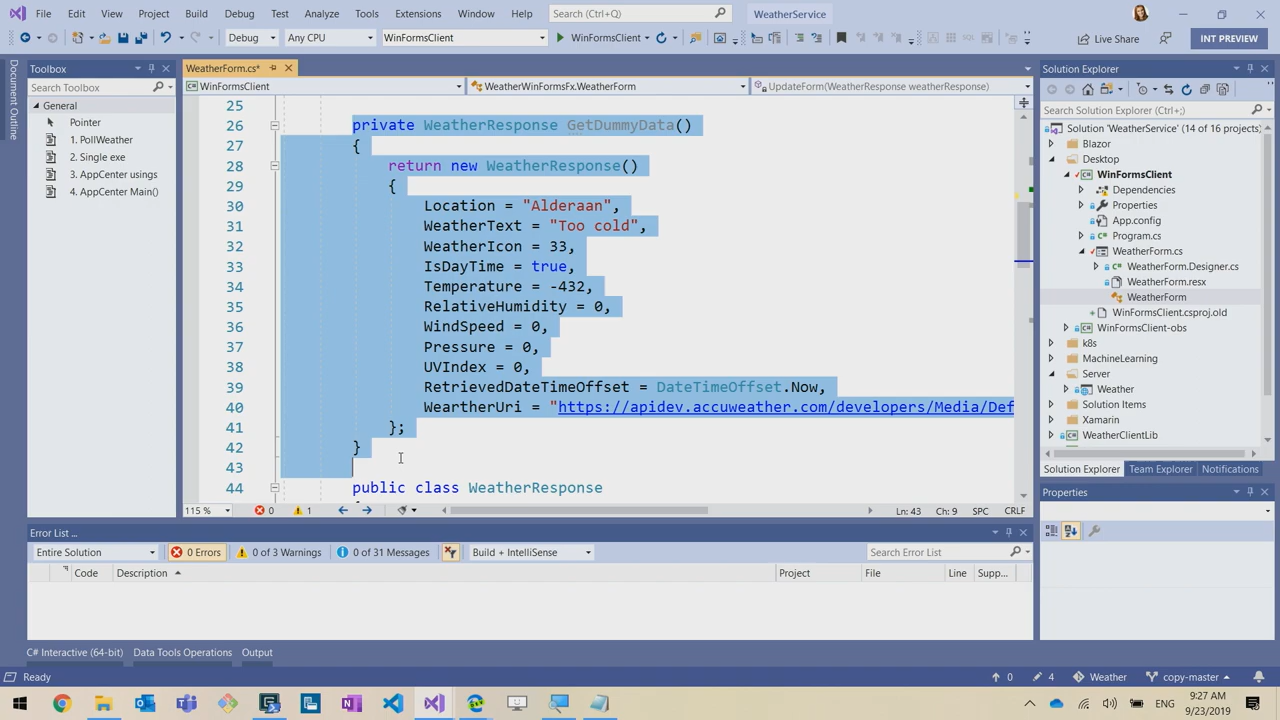 File Edit View Project Build Debug Test Analyze Tools Extensions Window Help Search (Ctrl+Q) WeatherService
Debug Any CPU WinFormsClient WinFormsClient Live Share INT PREVIEW
Document Outline
Toolbox
Search Toolbox
General
Pointer
1. PollWeather
2. Single exe
3. AppCenter usings
4. AppCenter Main()
WeatherForm.cs*
WinFormsClient WeatherWinFormsFx.WeatherForm UpdateForm(WeatherResponse weatherResponse)
25
26 private WeatherResponse GetDummyData()
27 {
28 return new WeatherResponse()
29 {
30 Location = "Alderaan",
31 WeatherText = "Too cold",
32 WeatherIcon = 33,
33 IsDayTime = true,
34 Temperature = -432,
35 RelativeHumidity = 0,
36 WindSpeed = 0,
37 Pressure = 0,
38 UVIndex = 0,
39 RetrievedDateTimeOffset = DateTimeOffset.Now,
40 WeartherUri = "https://apidev.accuweather.com/developers/Media/Def
41 };
42 }
43
44 public class WeatherResponse
115 % 0 1 Ln: 43 Ch: 9 SPC CRLF
Solution Explorer
Search Solution Explorer (Ctrl+;)
Solution 'WeatherService' (14 of 16 projects)
Blazor
Desktop
WinFormsClient
Dependencies
Properties
App.config
Program.cs
WeatherForm.cs
WeatherForm.Designer.cs
WeatherForm.resx
WeatherForm
WinFormsClient.csproj.old
WinFormsClient-obs
k8s
MachineLearning
Server
Weather
Solution Items
Xamarin
WeatherClientLib
Solution Explorer Team Explorer Notifications
Properties
Error List ...
Entire Solution 0 Errors 0 of 3 Warnings 0 of 31 Messages Build + IntelliSense Search Error List
Code Description Project File Line Supp...
C# Interactive (64-bit) Data Tools Operations Output
Ready 0 4 Weather copy-master
ENG 9:27 AM
9/23/2019